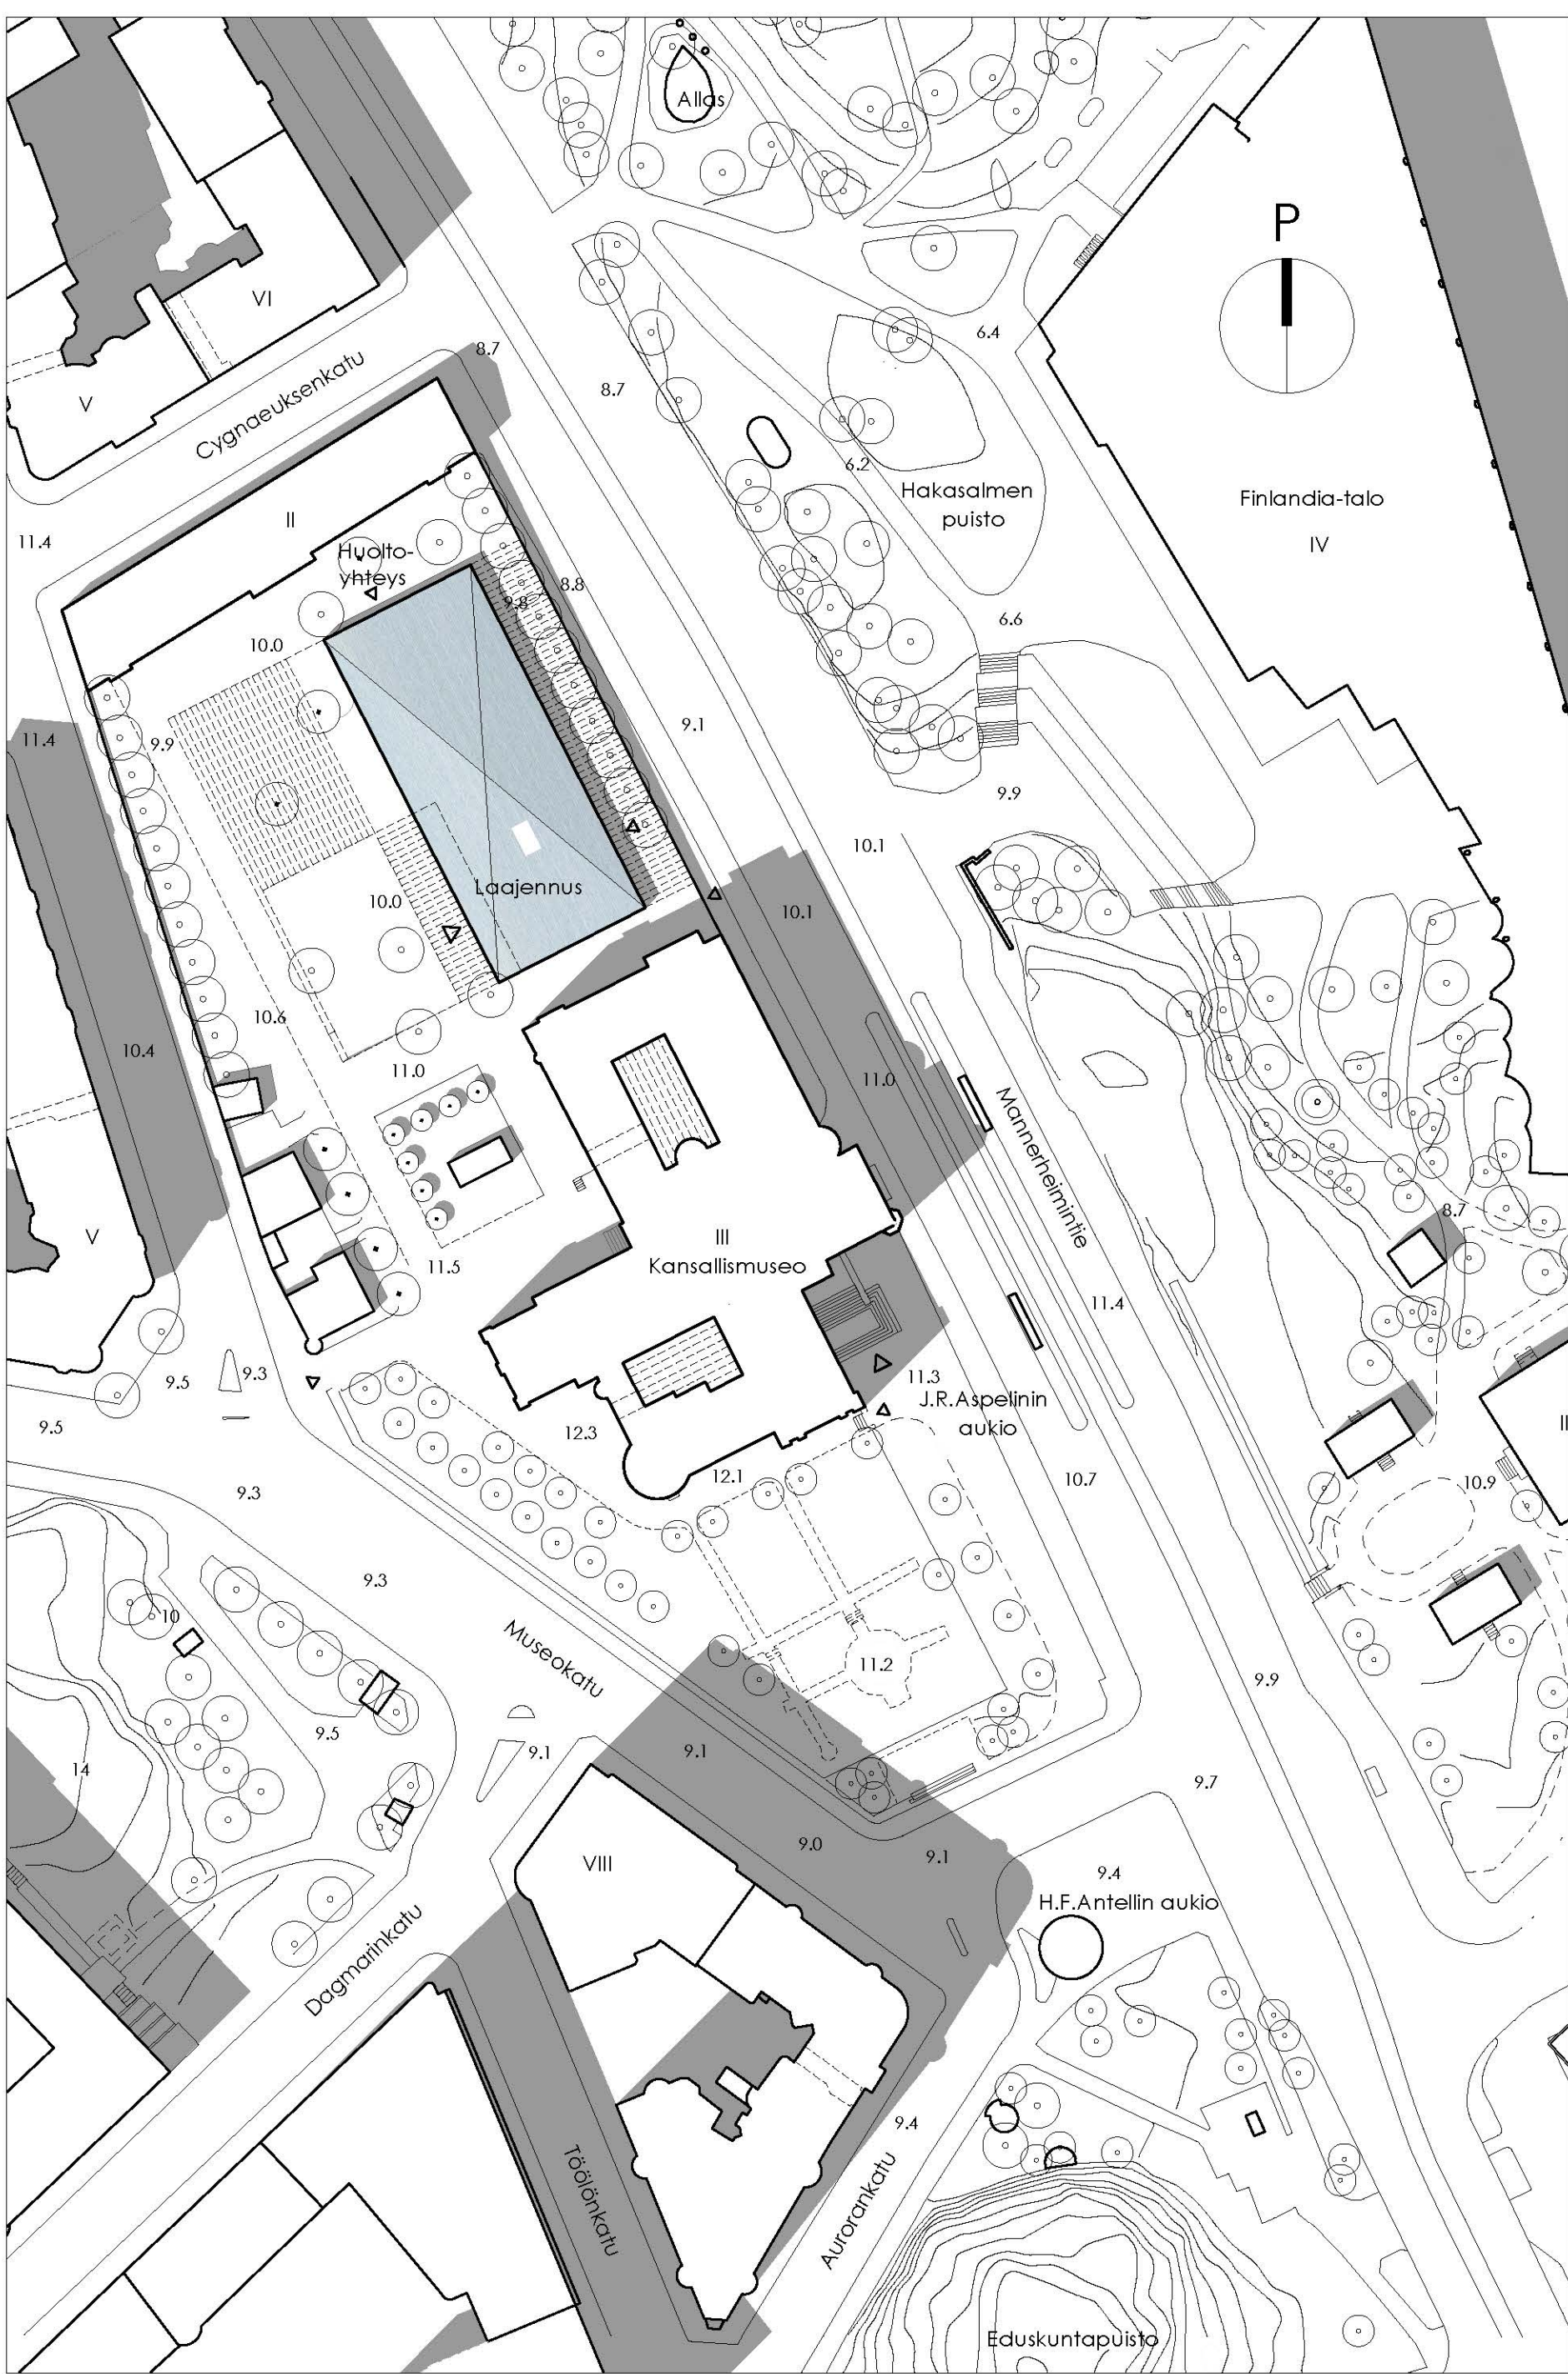 Allas
P
VI
V
Cygnaeuksenkatu
8.7
8.7
6.4
6.2
Hakasalmen
puisto
Finlandia-talo
IV
II
11.4
Huolto-
yhteys
8.8
9.8
6.6
10.0
11.4
9.9
9.1
9.9
10.1
Laajennus
10.0
10.1
10.6
10.4
11.0
11.0
Mannerheimintie
8.7
V
11.5
III
Kansallismuseo
11.4
9.5
9.3
11.3
J.R.Aspelinin
aukio
9.5
12.3
12.1
10.7
10.9
II
9.3
9.3
10
Museokatu
11.2
9.9
9.5
9.1
9.1
14
9.7
9.0
9.1
VIII
9.4
H.F.Antellin aukio
Dagmarinkatu
9.4
Töölönkatu
Aurorankatu
Eduskuntapuisto